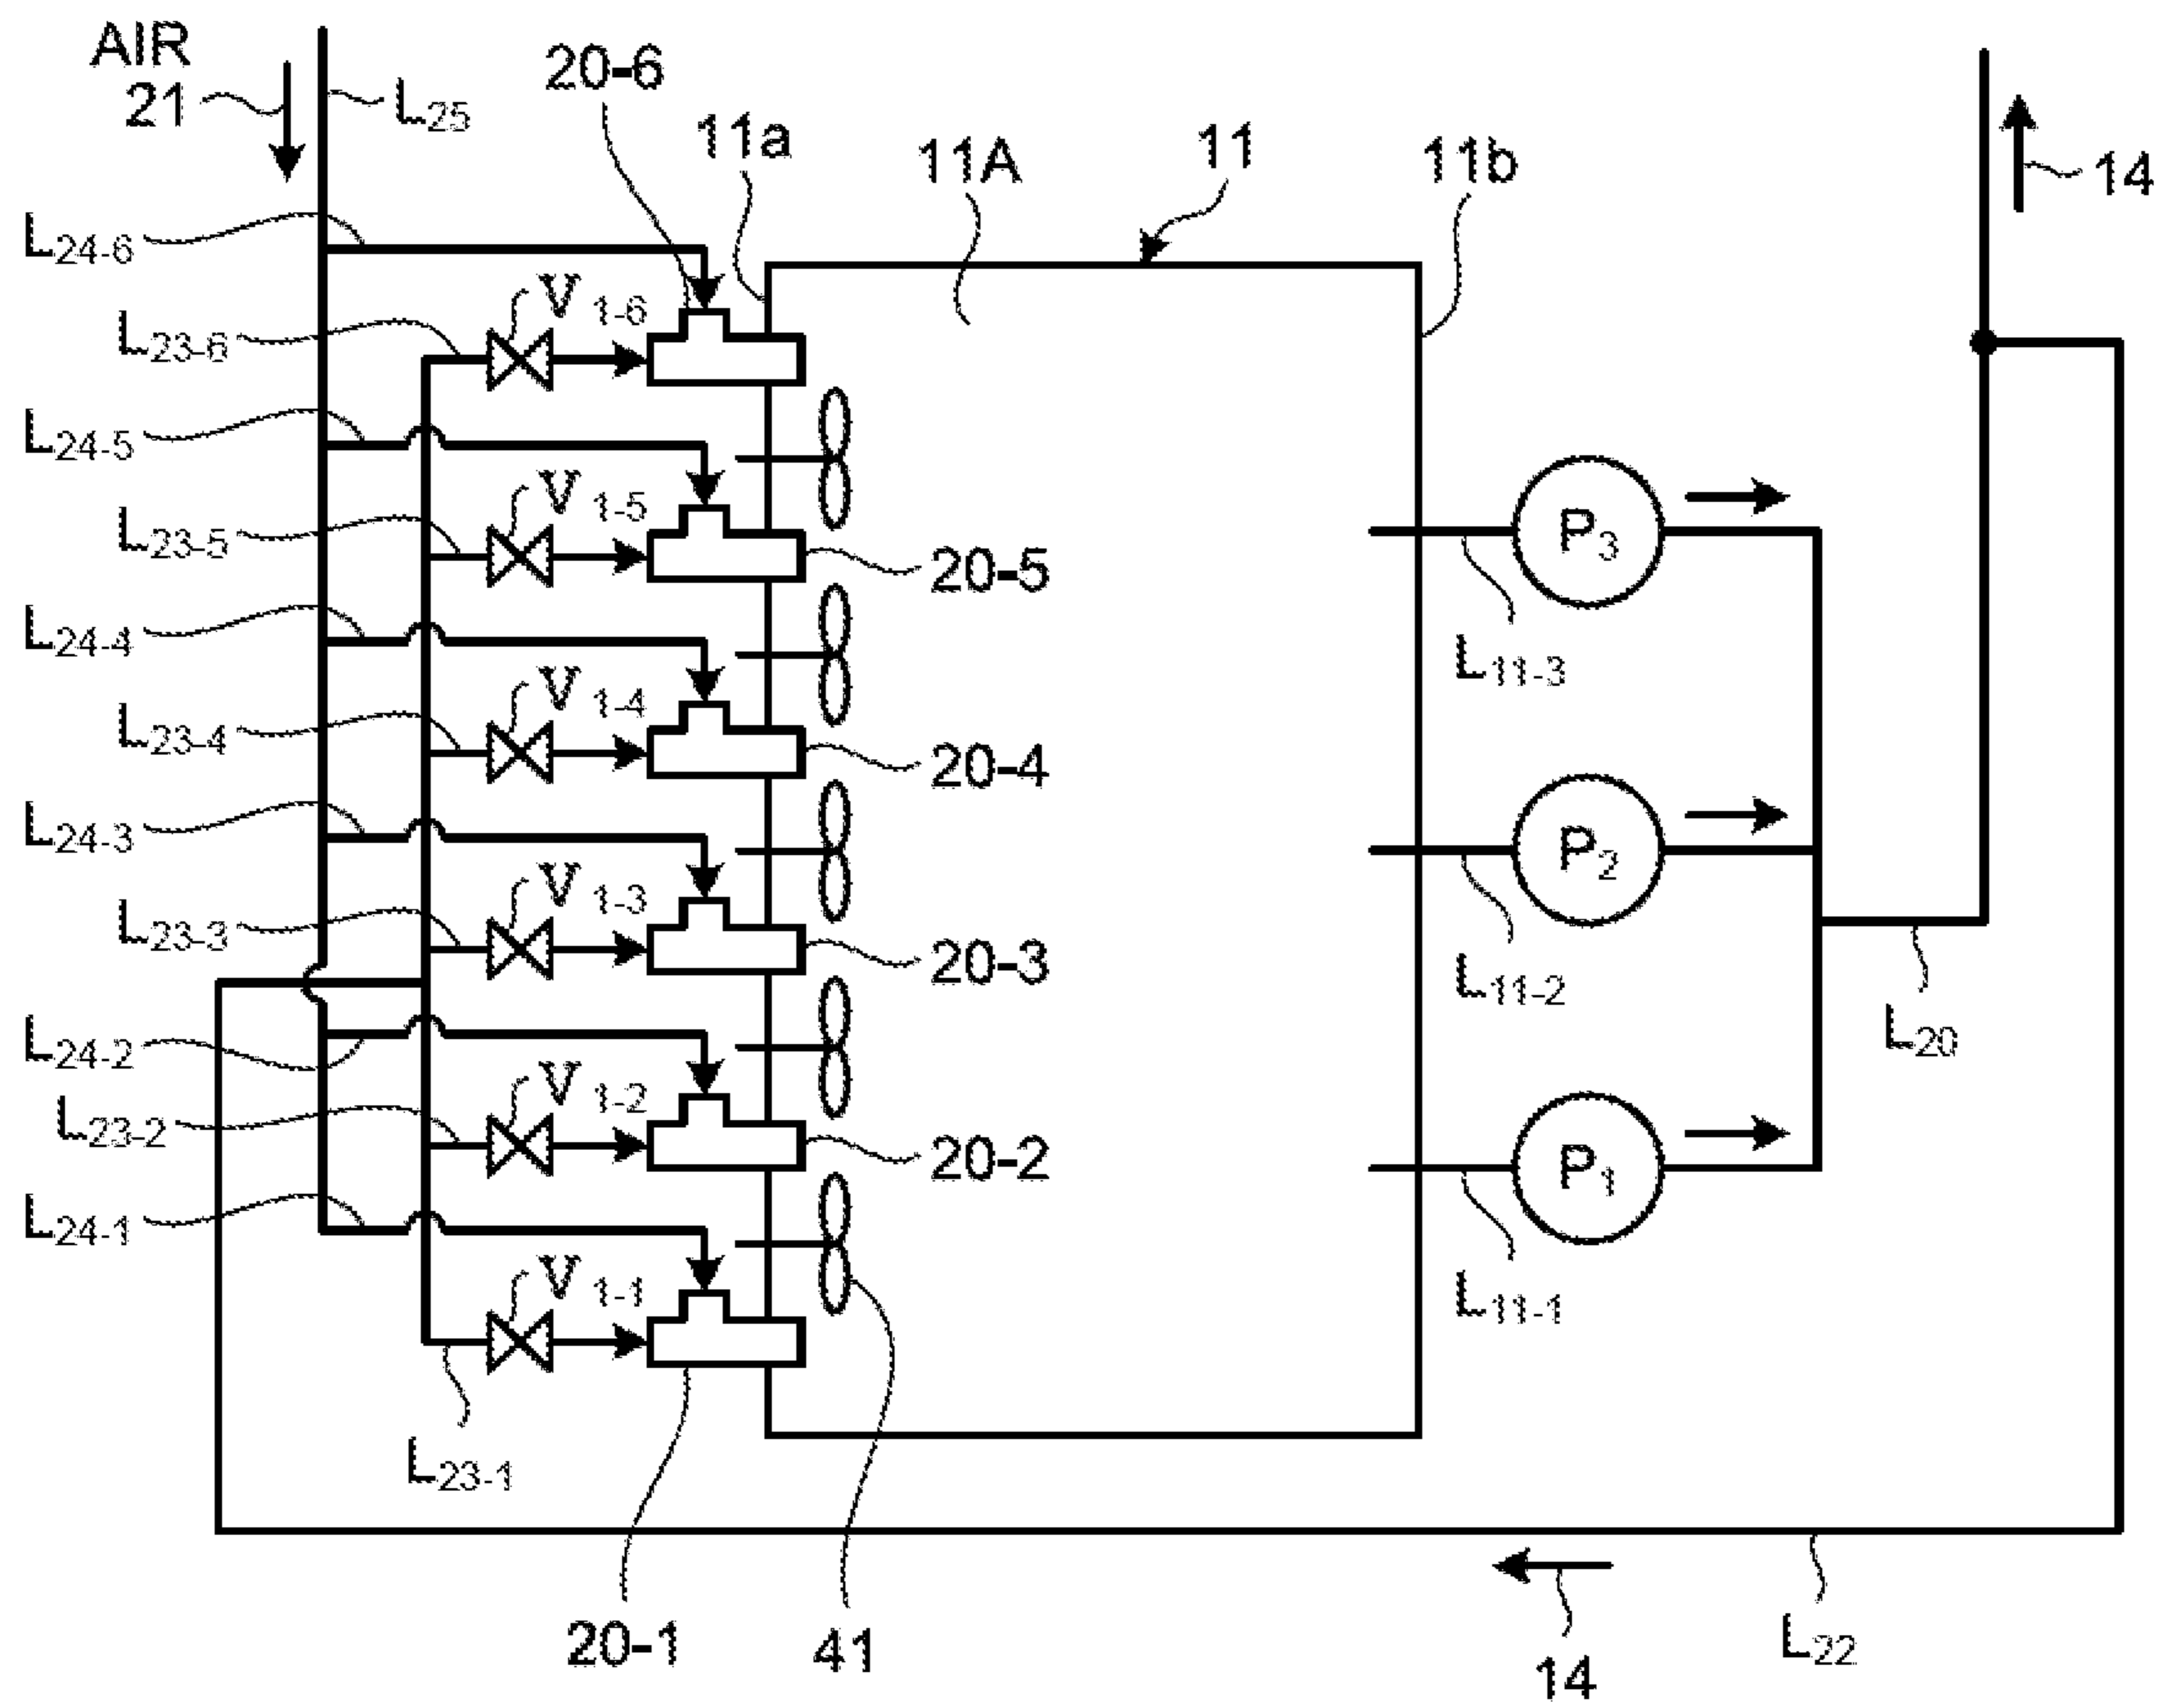 AIR
21
L25
20-6
11a
11A
11
11b
14
L24-6
V1-6
L23-6
L24-5
V1-5
L23-5
20-5
P3
L24-4
L11-3
V1-4
L23-4
20-4
L24-3
P2
V1-3
L23-3
20-3
L11-2
L24-2
L20
V1-2
L23-2
20-2
P1
L24-1
V1-1
L11-1
L23-1
20-1
41
14
L22